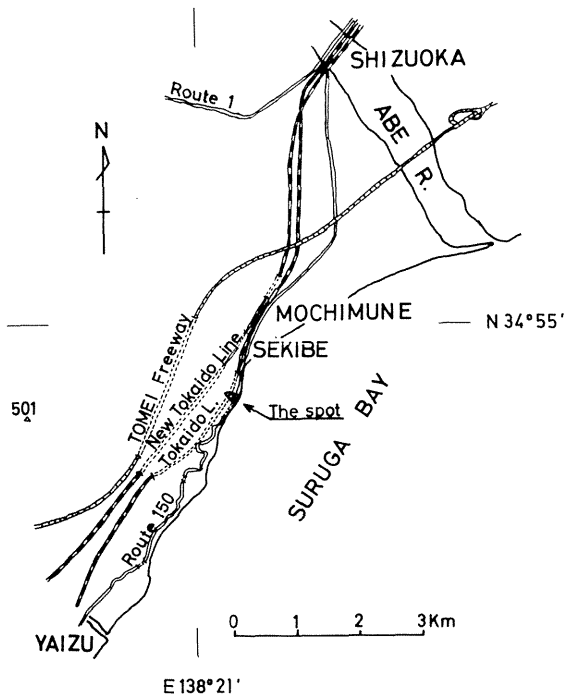 SHIZUOKA
Route 1
ABE R.
N
MOCHIMUNE
N 34°55'
SEKIBE
TOMEI Freeway
New Tokaido Line
Tokaido L.
501
The spot
SURUGA BAY
Route 150
0 1 2 3Km
YAIZU
E 138°21'